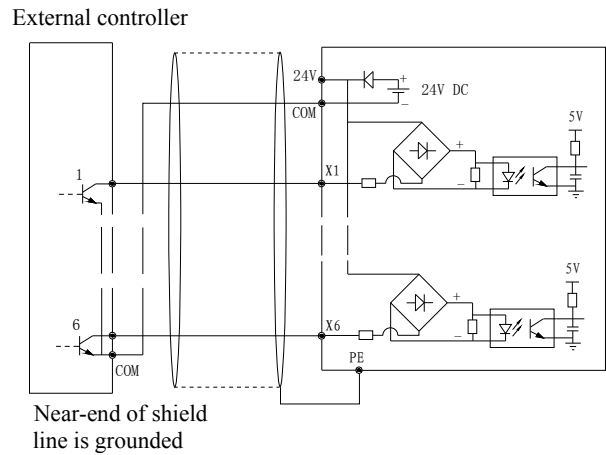 External controller
24V
+
24V DC
−
COM
5V
1
X1
+
−
5V
6
X6
+
−
COM
PE
Near-end of shield
line is grounded